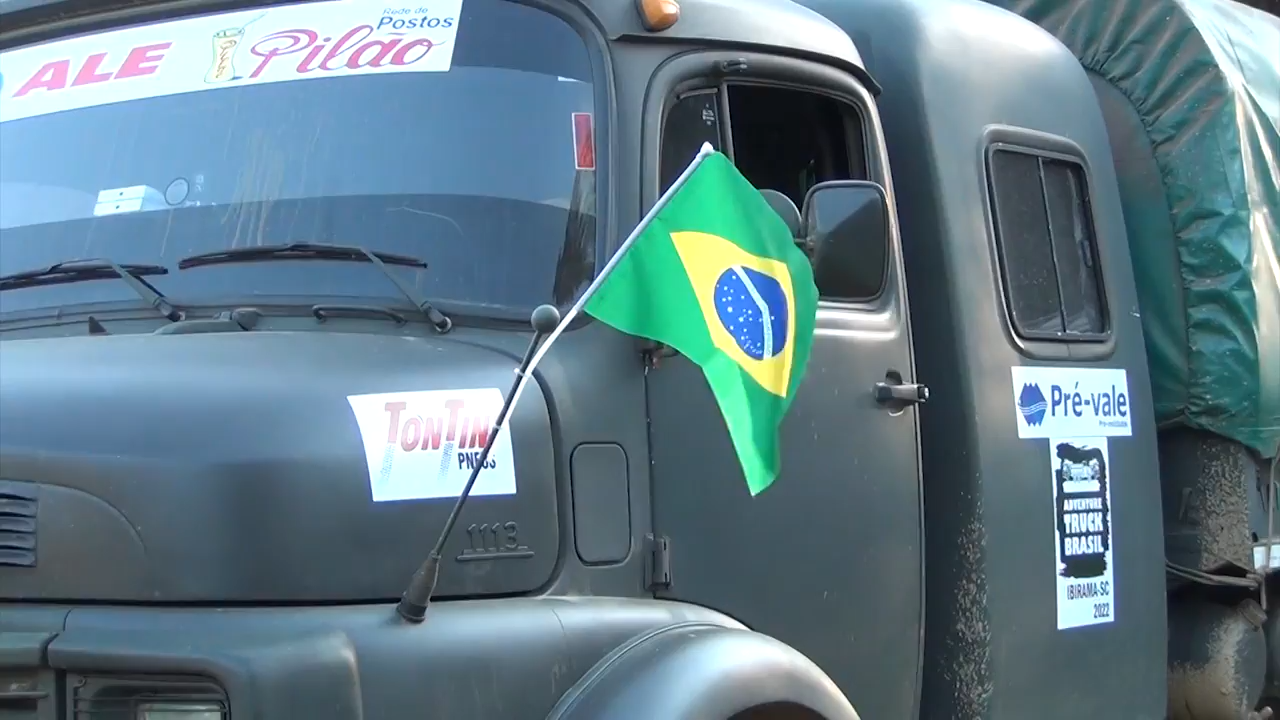 ALE
Rede de
Postos
Pilão
TONTIN
PNEUS
1113
Pré-vale
ADVENTURE
TRUCK
BRASIL
IBIRAMA-SC
2022